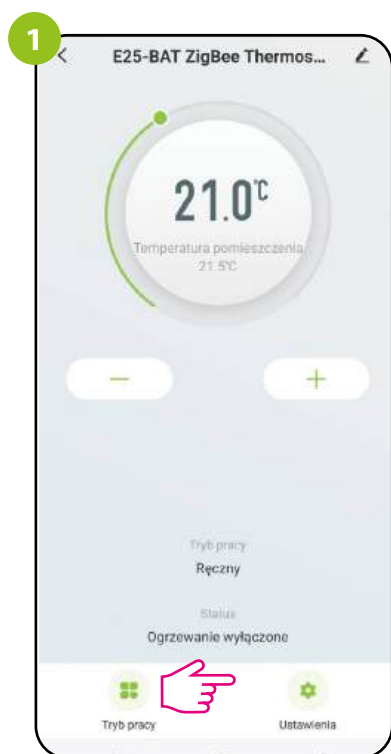 1
E25-BAT ZigBee Thermos...
21.0℃
Temperatura pomieszczenia
21.5℃
Tryb pracy
Ręczny
Status
Ogrzewanie wyłączone
Tryb pracy
Ustawienia